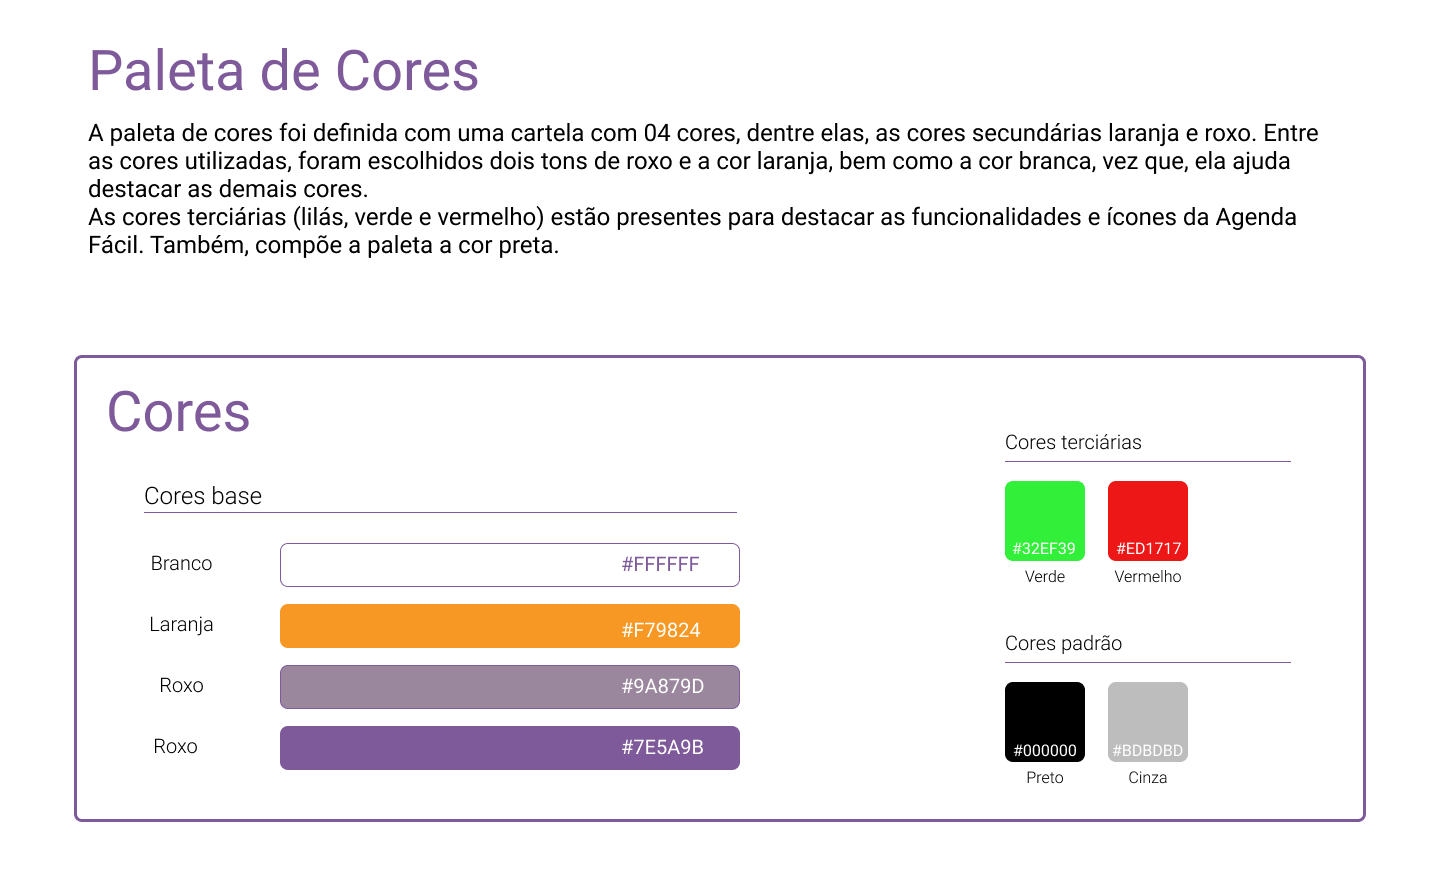 Paleta de Cores
A paleta de cores foi definida com uma cartela com 04 cores, dentre elas, as cores secundárias laranja e roxo. Entre
as cores utilizadas, foram escolhidos dois tons de roxo e a cor laranja, bem como a cor branca, vez que, ela ajuda
destacar as demais cores.
As cores terciárias (lilás, verde e vermelho) estão presentes para destacar as funcionalidades e ícones da Agenda
Fácil. Também, compõe a paleta a cor preta.
Cores
Cores base
Branco #FFFFFF
Laranja #F79824
Roxo #9A879D
Roxo #7E5A9B
Cores terciárias
#32EF39 #ED1717
Verde Vermelho
Cores padrão
#000000 #BDBDBD
Preto Cinza